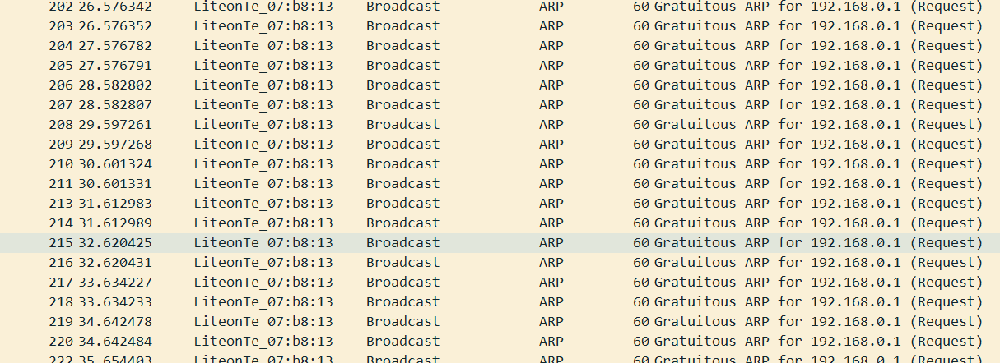 202 26.576342 LiteonTe_07:b8:13 Broadcast ARP 60 Gratuitous ARP for 192.168.0.1 (Request)
203 26.576352 LiteonTe_07:b8:13 Broadcast ARP 60 Gratuitous ARP for 192.168.0.1 (Request)
204 27.576782 LiteonTe_07:b8:13 Broadcast ARP 60 Gratuitous ARP for 192.168.0.1 (Request)
205 27.576791 LiteonTe_07:b8:13 Broadcast ARP 60 Gratuitous ARP for 192.168.0.1 (Request)
206 28.582802 LiteonTe_07:b8:13 Broadcast ARP 60 Gratuitous ARP for 192.168.0.1 (Request)
207 28.582807 LiteonTe_07:b8:13 Broadcast ARP 60 Gratuitous ARP for 192.168.0.1 (Request)
208 29.597261 LiteonTe_07:b8:13 Broadcast ARP 60 Gratuitous ARP for 192.168.0.1 (Request)
209 29.597268 LiteonTe_07:b8:13 Broadcast ARP 60 Gratuitous ARP for 192.168.0.1 (Request)
210 30.601324 LiteonTe_07:b8:13 Broadcast ARP 60 Gratuitous ARP for 192.168.0.1 (Request)
211 30.601331 LiteonTe_07:b8:13 Broadcast ARP 60 Gratuitous ARP for 192.168.0.1 (Request)
213 31.612983 LiteonTe_07:b8:13 Broadcast ARP 60 Gratuitous ARP for 192.168.0.1 (Request)
214 31.612989 LiteonTe_07:b8:13 Broadcast ARP 60 Gratuitous ARP for 192.168.0.1 (Request)
215 32.620425 LiteonTe_07:b8:13 Broadcast ARP 60 Gratuitous ARP for 192.168.0.1 (Request)
216 32.620431 LiteonTe_07:b8:13 Broadcast ARP 60 Gratuitous ARP for 192.168.0.1 (Request)
217 33.634227 LiteonTe_07:b8:13 Broadcast ARP 60 Gratuitous ARP for 192.168.0.1 (Request)
218 33.634233 LiteonTe_07:b8:13 Broadcast ARP 60 Gratuitous ARP for 192.168.0.1 (Request)
219 34.642478 LiteonTe_07:b8:13 Broadcast ARP 60 Gratuitous ARP for 192.168.0.1 (Request)
220 34.642484 LiteonTe_07:b8:13 Broadcast ARP 60 Gratuitous ARP for 192.168.0.1 (Request)
222 35.654403 LiteonTe_07:b8:13 Broadcast ARP 60 Gratuitous ARP for 192.168.0.1 (Request)